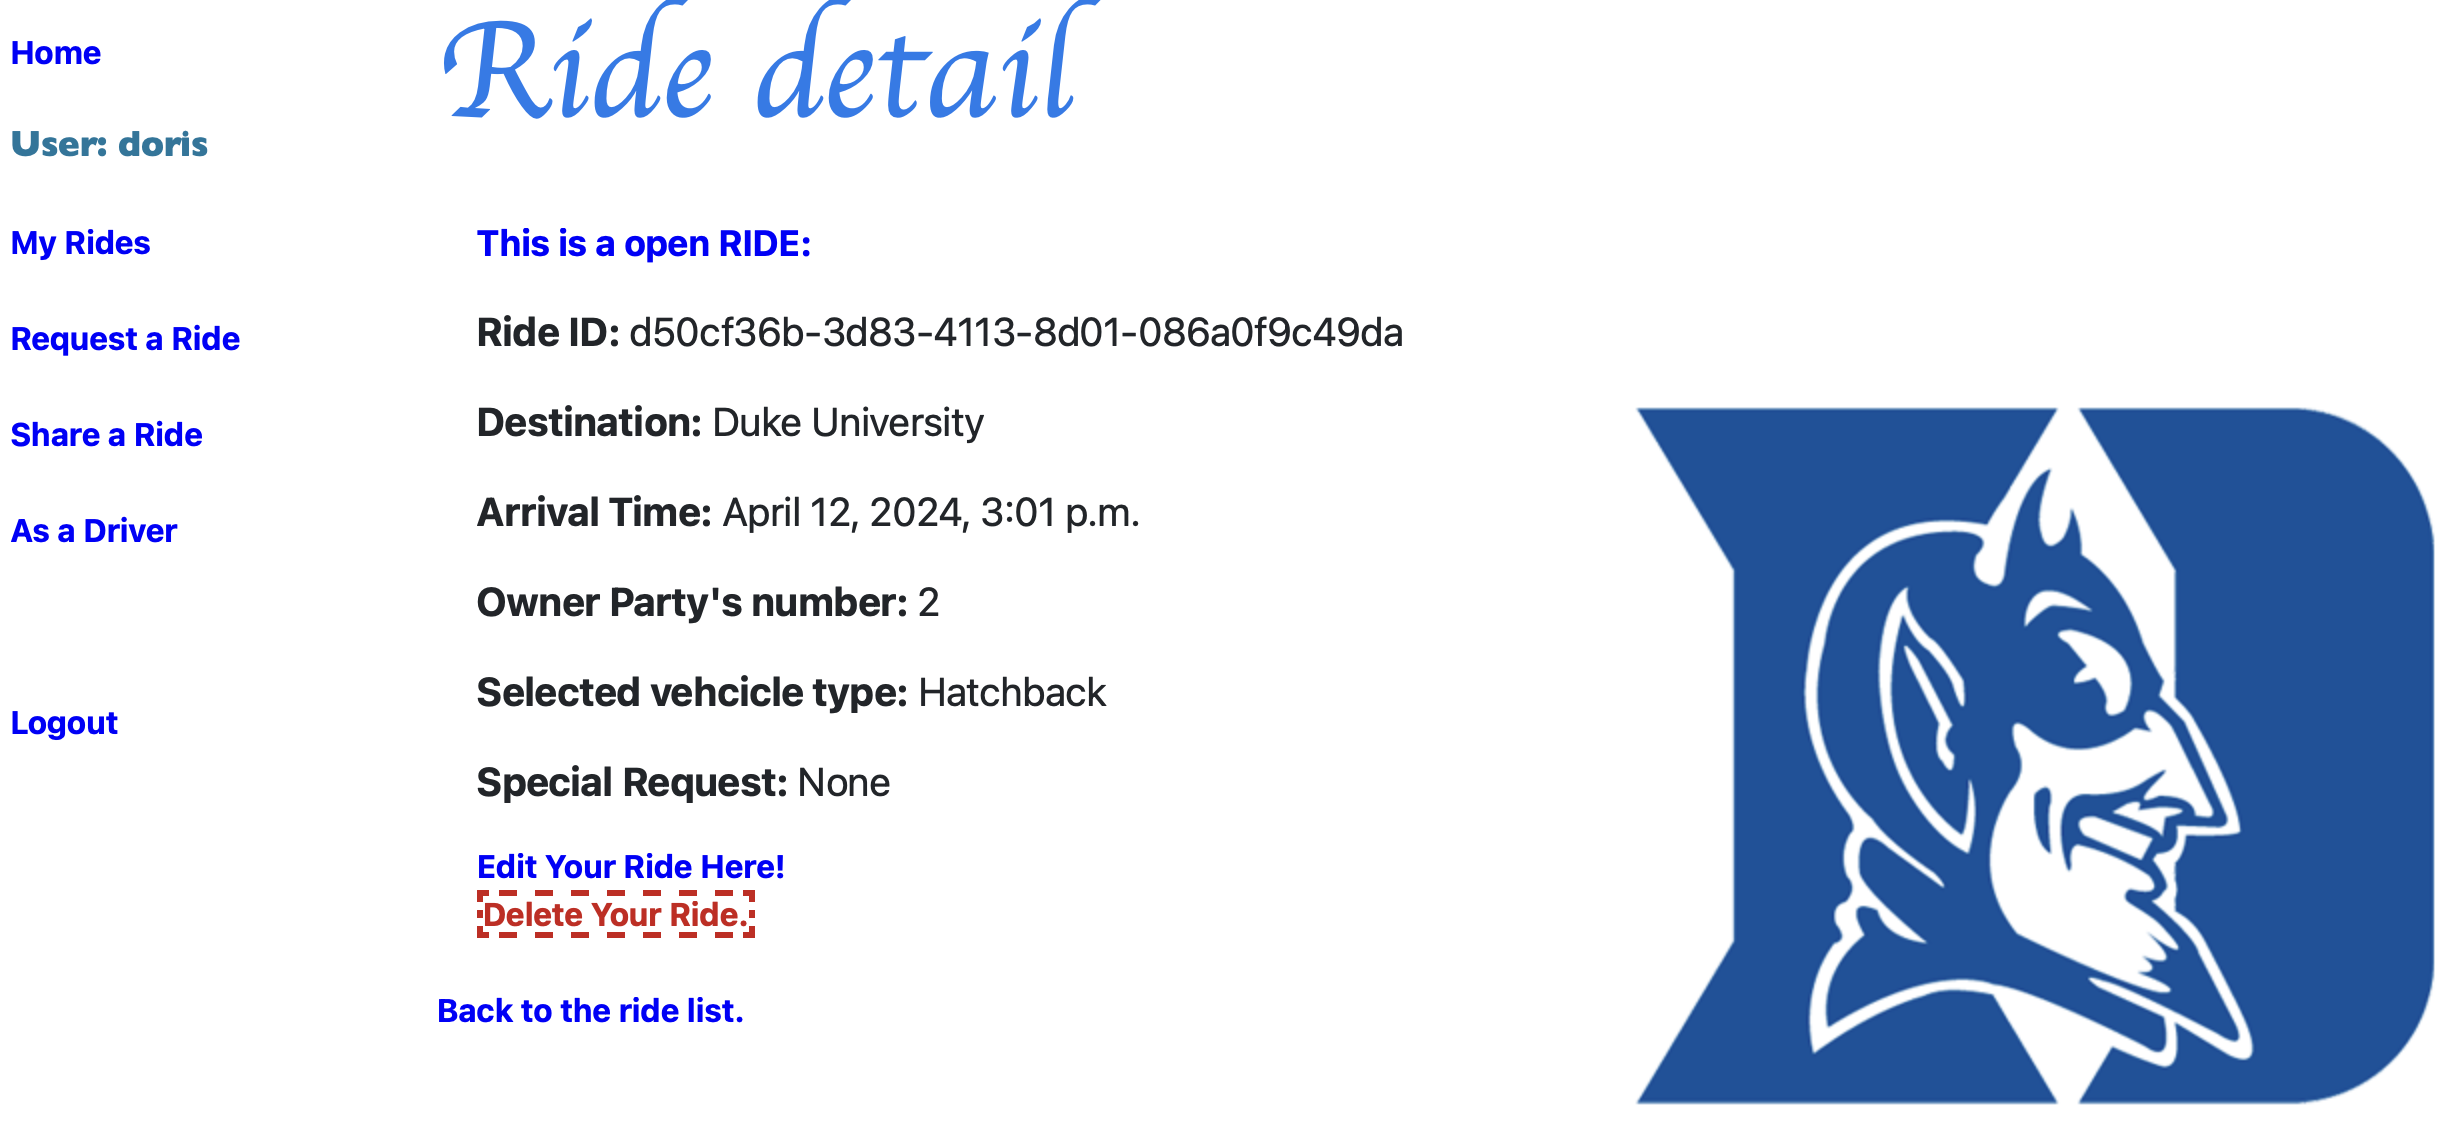 Ride detail
Home
User: doris
My Rides
Request a Ride
Share a Ride
As a Driver
Logout
This is a open RIDE:
Ride ID: d50cf36b-3d83-4113-8d01-086a0f9c49da
Destination: Duke University
Arrival Time: April 12, 2024, 3:01 p.m.
Owner Party's number: 2
Selected vehcicle type: Hatchback
Special Request: None
Edit Your Ride Here!
Delete Your Ride.
Back to the ride list.